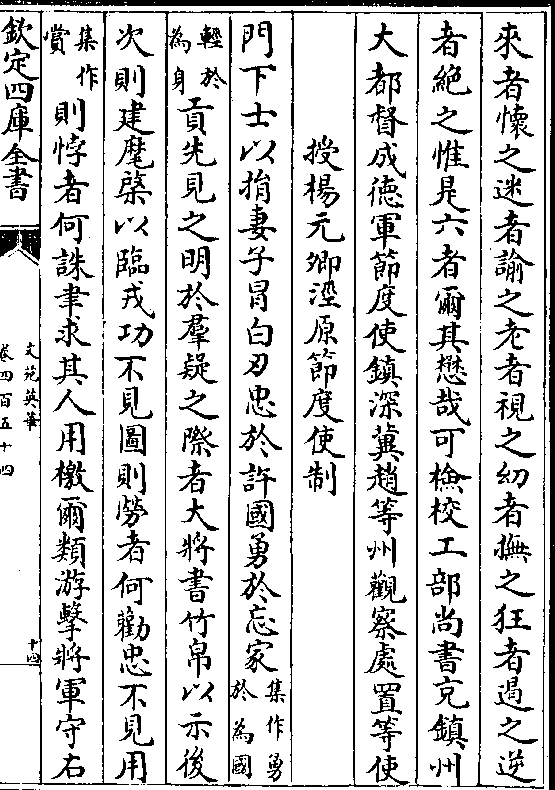 來者懷之迷者諭之老者視之幼者撫之狂者遏之逆
者絶之惟是六者爾其懋哉可檢校工部尚書充鎮州
大都督成德軍節度使鎮深冀趙等州觀察處置等使
授楊元卿涇原節度使制
門下士以捐妻子冒白刃忠於許國勇於忘家集作勇於為國
輕於為身貢先見之明於羣疑之際者大將書竹帛以示後
次則建麾棨以臨戎功不見圖則勞者何勸忠不見用
集作賞則悖者何誅聿求其人用檄爾類游擊將軍守右
欽定四庫全書
文苑英華
卷四百五十四
十四